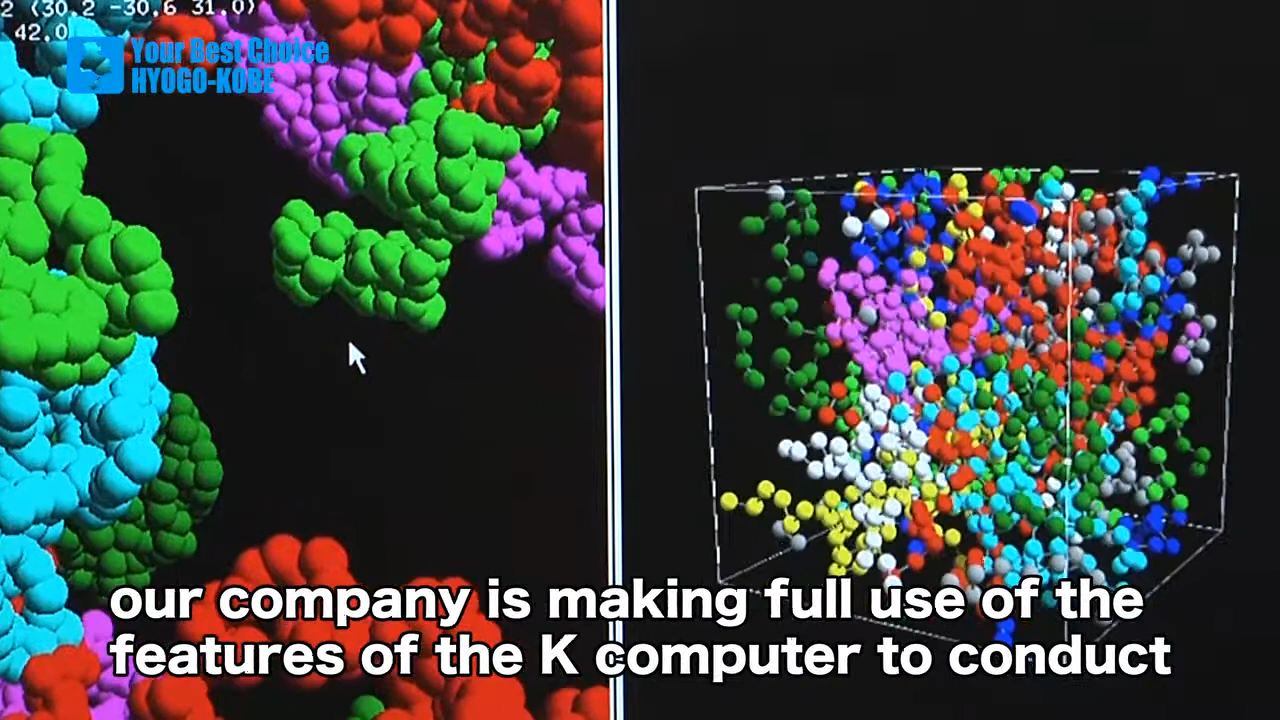 2 (30.2 -30.6 31.0)
42.0
Your Best Choice
HYOGO-KOBE
our company is making full use of the
features of the K computer to conduct